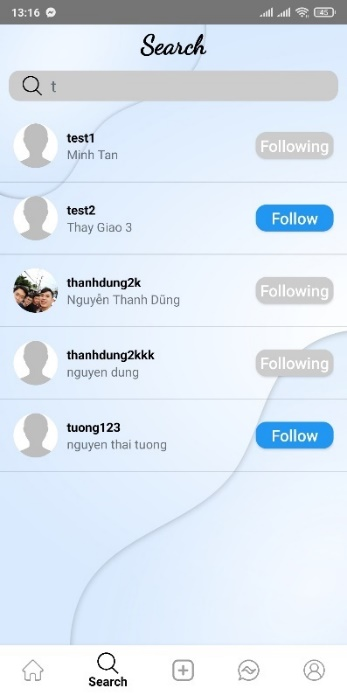 13:16
45
Search
t
test1
Minh Tan
Following
test2
Thay Giao 3
Follow
thanhdung2k
Nguyễn Thanh Dũng
Following
thanhdung2kkk
nguyen dung
Following
tuong123
nguyen thai tuong
Follow
Search